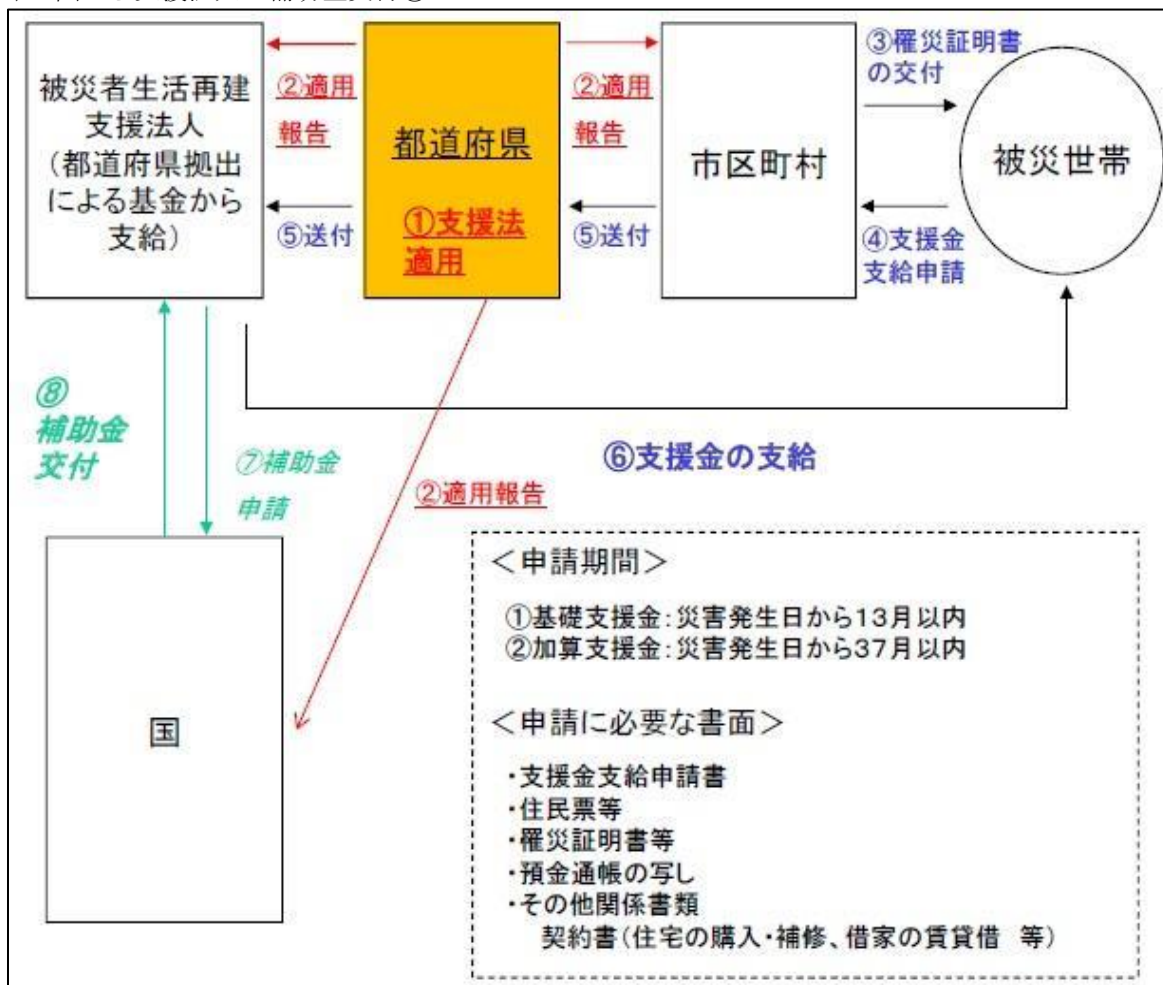 被災者生活再建
支援法人
(都道府県拠出
による基金から
支給)
②適用
報告
⑤送付
都道府県
①支援法
適用
②適用
報告
⑤送付
市区町村
③罹災証明書
の交付
④支援金
支給申請
被災世帯
⑧
補助金
交付
⑦補助金
申請
②適用報告
⑥支援金の支給
国
<申請期間>
①基礎支援金:災害発生日から13月以内
②加算支援金:災害発生日から37月以内
<申請に必要な書面>
・支援金支給申請書
・住民票等
・罹災証明書等
・預金通帳の写し
・その他関係書類
契約書(住宅の購入・補修、借家の賃貸借 等)